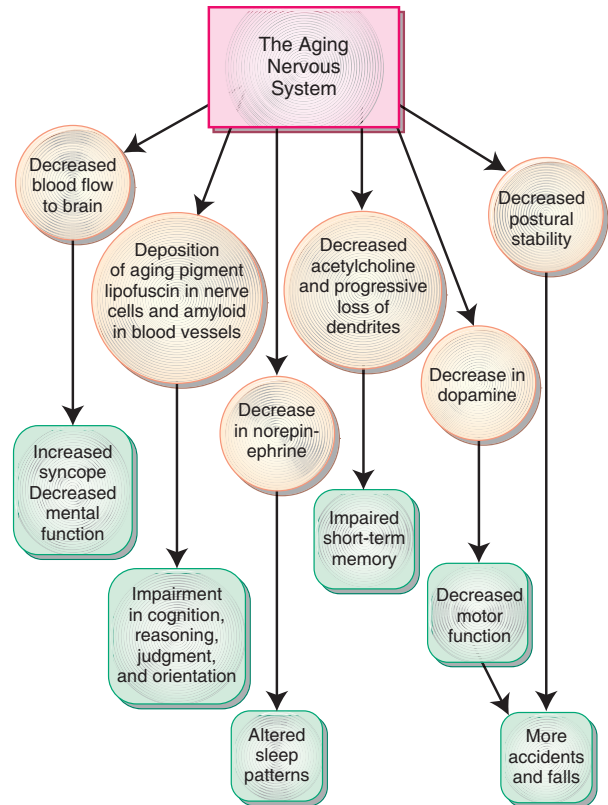 The Aging
Nervous
System
Decreased
blood flow
to brain
Deposition
of aging pigment
lipofuscin in nerve
cells and amyloid
in blood vessels
Decrease
in norepin-
ephrine
Decreased
acetylcholine
and progressive
loss of
dendrites
Decrease in
dopamine
Decreased
postural
stability
Increased
syncope
Decreased
mental
function
Impairment
in cognition,
reasoning,
judgment,
and orientation
Altered
sleep
patterns
Impaired
short-term
memory
Decreased
motor
function
More
accidents
and falls